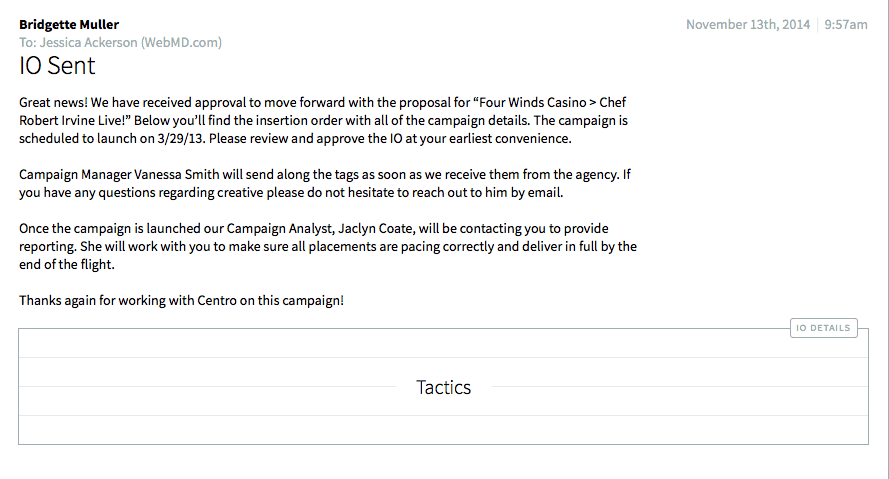 Bridgette Muller
November 13th, 2014 | 9:57am
To: Jessica Ackerson (WebMD.com)
IO Sent
Great news! We have received approval to move forward with the proposal for “Four Winds Casino > Chef
Robert Irvine Live!” Below you’ll find the insertion order with all of the campaign details. The campaign is
scheduled to launch on 3/29/13. Please review and approve the IO at your earliest convenience.
Campaign Manager Vanessa Smith will send along the tags as soon as we receive them from the agency. If
you have any questions regarding creative please do not hesitate to reach out to him by email.
Once the campaign is launched our Campaign Analyst, Jaclyn Coate, will be contacting you to provide
reporting. She will work with you to make sure all placements are pacing correctly and deliver in full by the
end of the flight.
Thanks again for working with Centro on this campaign!
IO DETAILS
Tactics